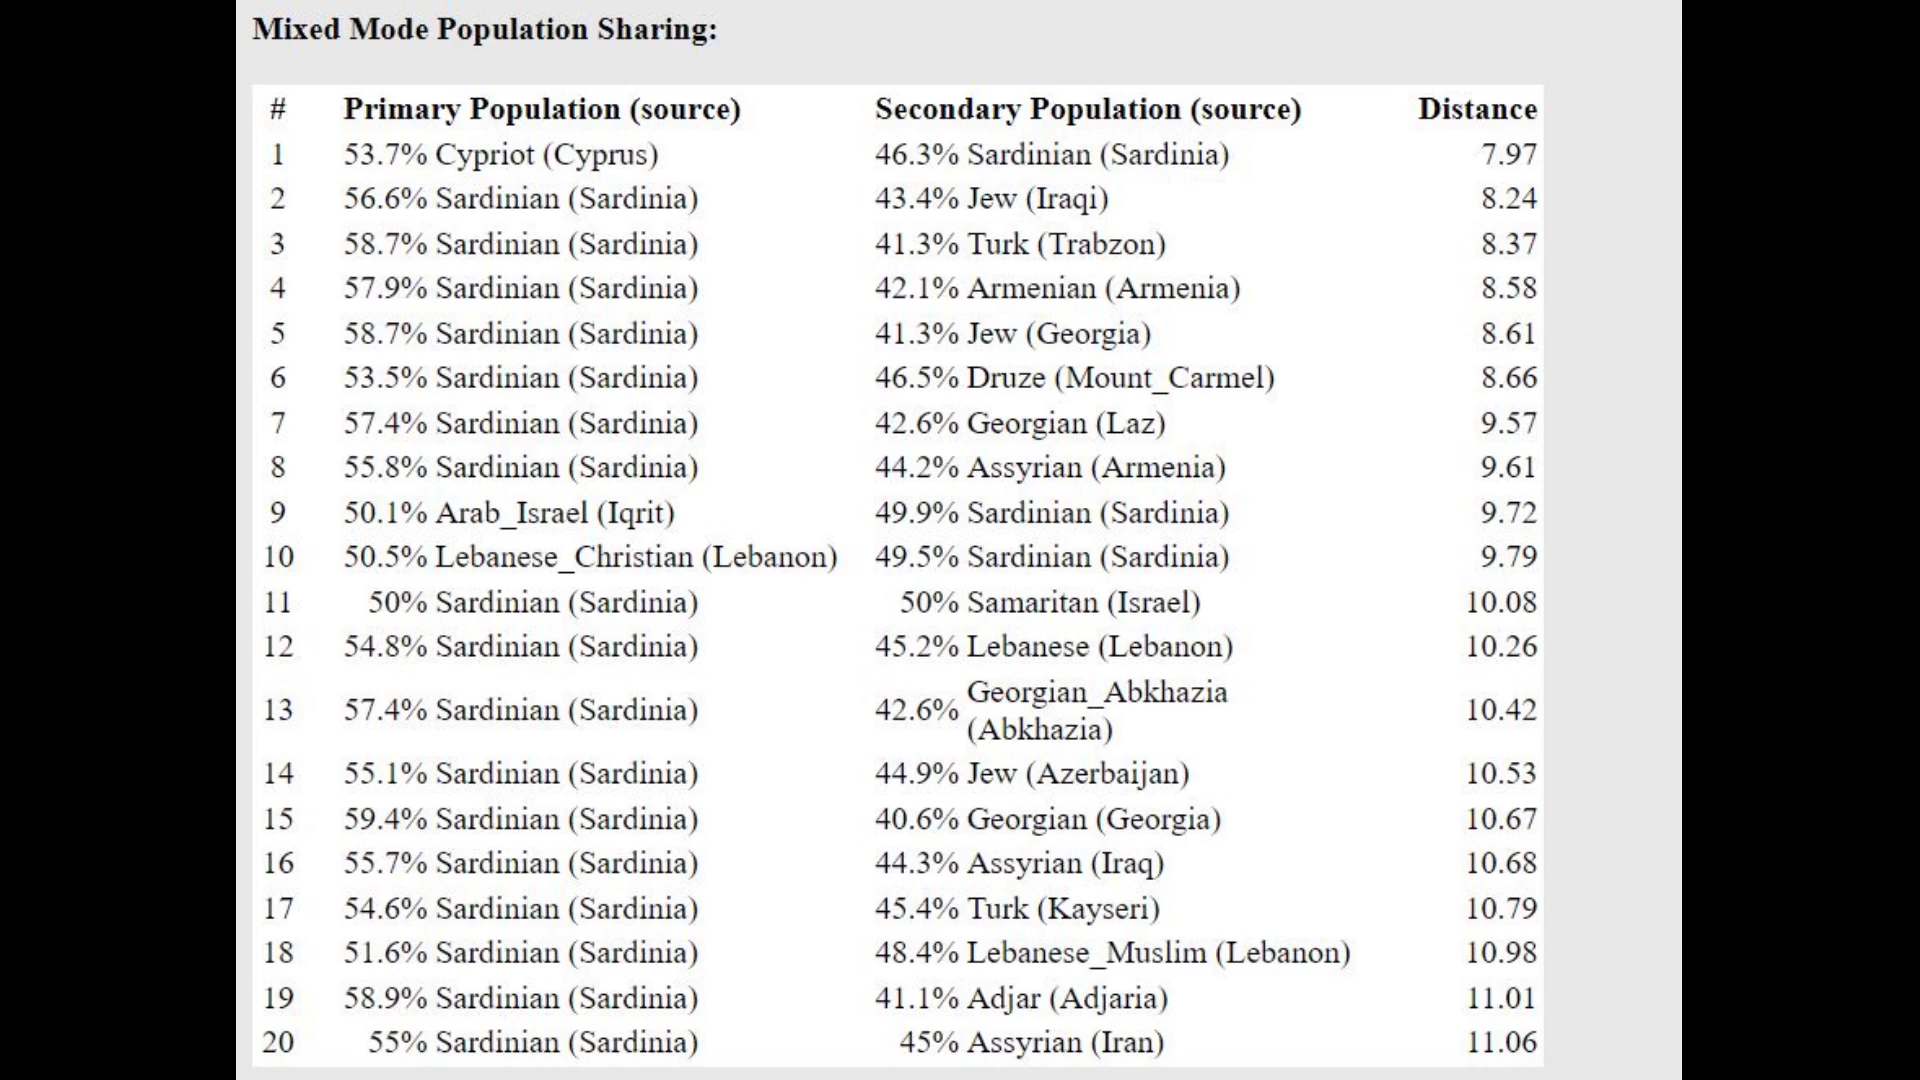 Mixed Mode Population Sharing:
# Primary Population (source) Secondary Population (source) Distance
1 53.7% Cypriot (Cyprus) 46.3% Sardinian (Sardinia) 7.97
2 56.6% Sardinian (Sardinia) 43.4% Jew (Iraqi) 8.24
3 58.7% Sardinian (Sardinia) 41.3% Turk (Trabzon) 8.37
4 57.9% Sardinian (Sardinia) 42.1% Armenian (Armenia) 8.58
5 58.7% Sardinian (Sardinia) 41.3% Jew (Georgia) 8.61
6 53.5% Sardinian (Sardinia) 46.5% Druze (Mount_Carmel) 8.66
7 57.4% Sardinian (Sardinia) 42.6% Georgian (Laz) 9.57
8 55.8% Sardinian (Sardinia) 44.2% Assyrian (Armenia) 9.61
9 50.1% Arab_Israel (Iqrit) 49.9% Sardinian (Sardinia) 9.72
10 50.5% Lebanese_Christian (Lebanon) 49.5% Sardinian (Sardinia) 9.79
11 50% Sardinian (Sardinia) 50% Samaritan (Israel) 10.08
12 54.8% Sardinian (Sardinia) 45.2% Lebanese (Lebanon) 10.26
13 57.4% Sardinian (Sardinia) 42.6% Georgian_Abkhazia (Abkhazia) 10.42
14 55.1% Sardinian (Sardinia) 44.9% Jew (Azerbaijan) 10.53
15 59.4% Sardinian (Sardinia) 40.6% Georgian (Georgia) 10.67
16 55.7% Sardinian (Sardinia) 44.3% Assyrian (Iraq) 10.68
17 54.6% Sardinian (Sardinia) 45.4% Turk (Kayseri) 10.79
18 51.6% Sardinian (Sardinia) 48.4% Lebanese_Muslim (Lebanon) 10.98
19 58.9% Sardinian (Sardinia) 41.1% Adjar (Adjaria) 11.01
20 55% Sardinian (Sardinia) 45% Assyrian (Iran) 11.06